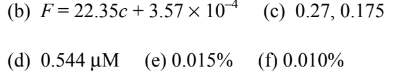 (b) F = 22.35c + 3.57 × 10⁻⁴ (c) 0.27, 0.175
(d) 0.544 μM (e) 0.015% (f) 0.010%